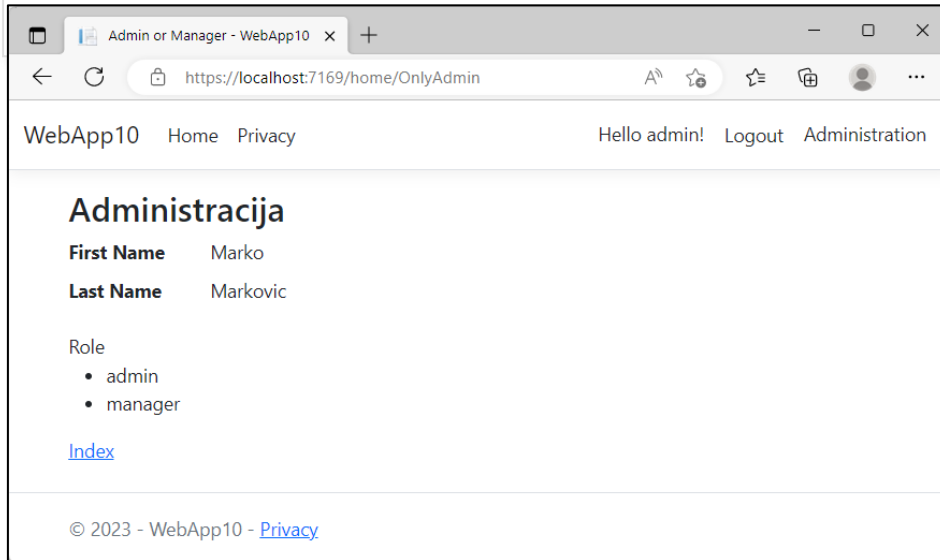 Admin or Manager - WebApp10
https://localhost:7169/home/OnlyAdmin
WebApp10 Home Privacy Hello admin! Logout Administration
Administracija
First Name Marko
Last Name Markovic
Role
• admin
• manager
Index
© 2023 - WebApp10 - Privacy